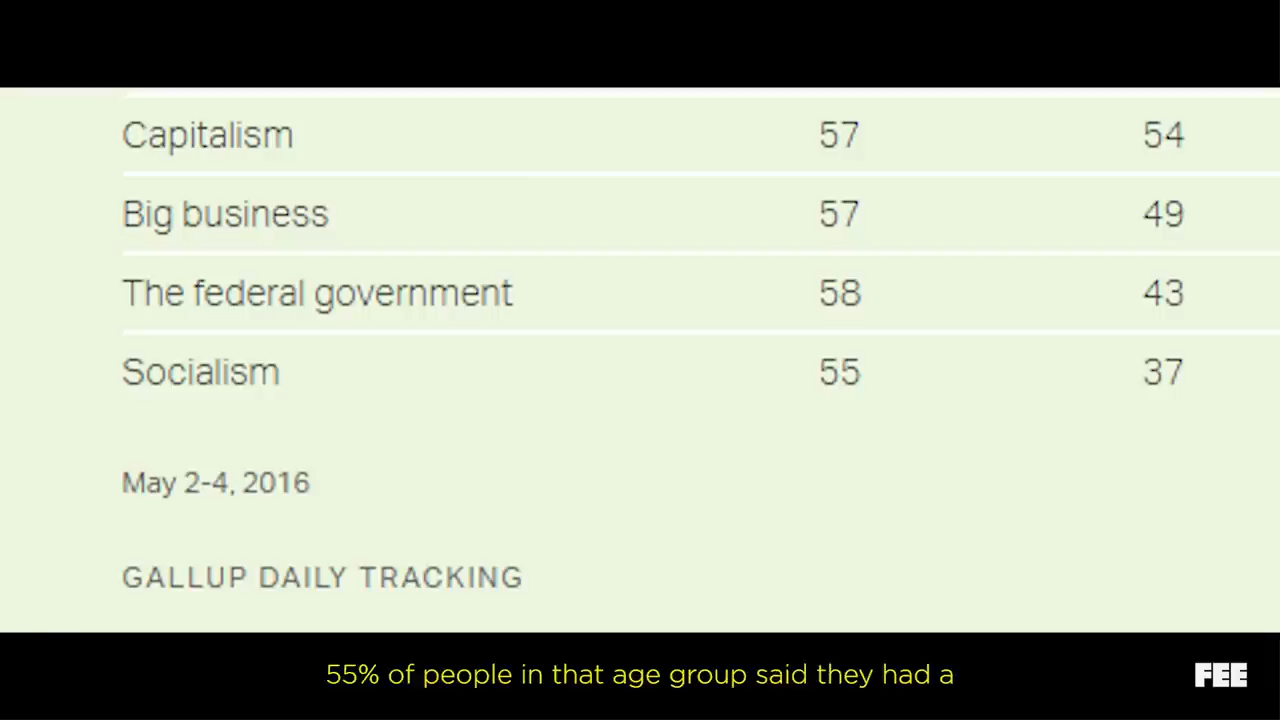 Capitalism 57 54
Big business 57 49
The federal government 58 43
Socialism 55 37
May 2-4, 2016
GALLUP DAILY TRACKING
55% of people in that age group said they had a
FEE